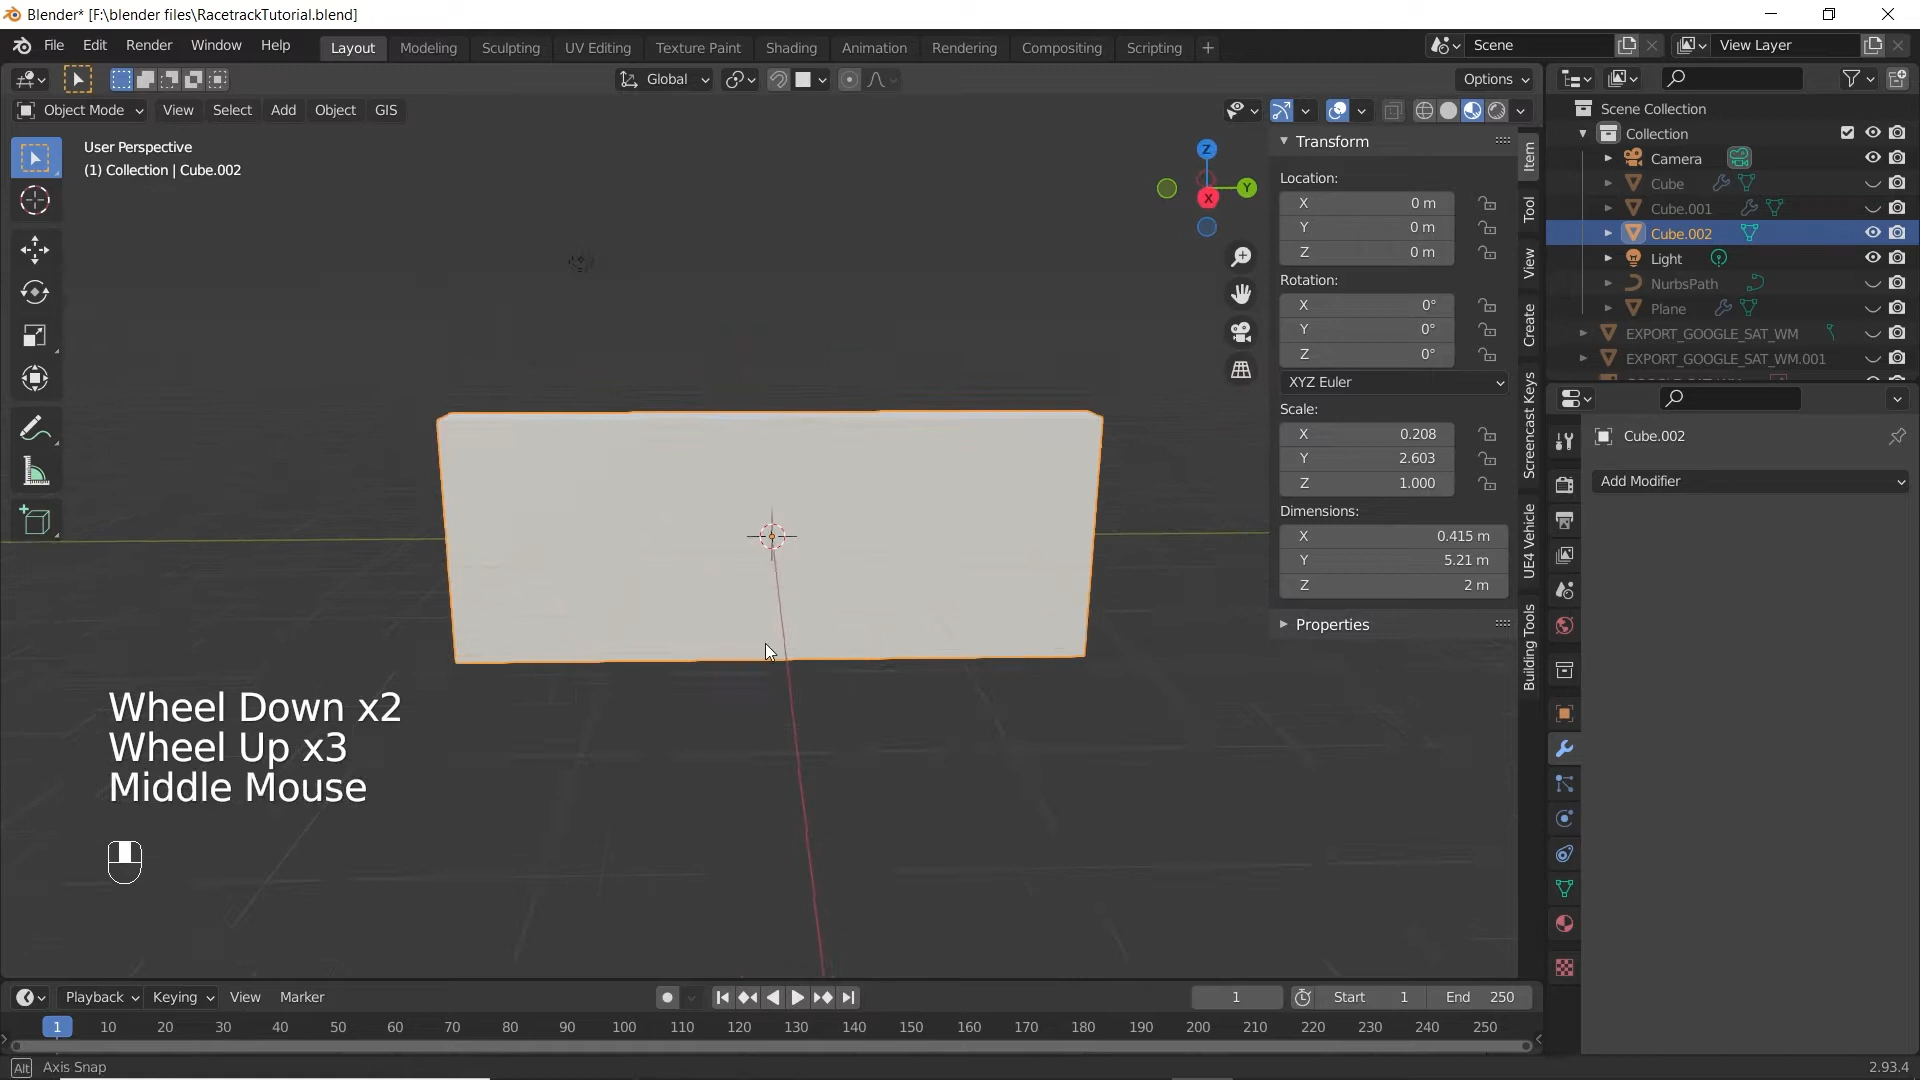 Blender* [F:\blender files\RacetrackTutorial.blend]
File Edit Render Window Help
Layout Modeling Sculpting UV Editing Texture Paint Shading Animation Rendering Compositing Scripting +
Scene
View Layer
Global
Options
Object Mode View Select Add Object GIS
User Perspective
(1) Collection | Cube.002
Z
Y
X
Transform
Location:
X 0 m
Y 0 m
Z 0 m
Rotation:
X 0°
Y 0°
Z 0°
XYZ Euler
Scale:
X 0.208
Y 2.603
Z 1.000
Dimensions:
X 0.415 m
Y 5.21 m
Z 2 m
Properties
Item
Tool
View
Create
Screencast Keys
UE4 Vehicle
Building Tools
Scene Collection
Collection
Camera
Cube
Cube.001
Cube.002
Light
NurbsPath
Plane
EXPORT_GOOGLE_SAT_WM
EXPORT_GOOGLE_SAT_WM.001
Cube.002
Add Modifier
Wheel Down x2
Wheel Up x3
Middle Mouse
Playback Keying View Marker
1 Start 1 End 250
1 10 20 30 40 50 60 70 80 90 100 110 120 130 140 150 160 170 180 190 200 210 220 230 240 250
Alt Axis Snap
2.93.4